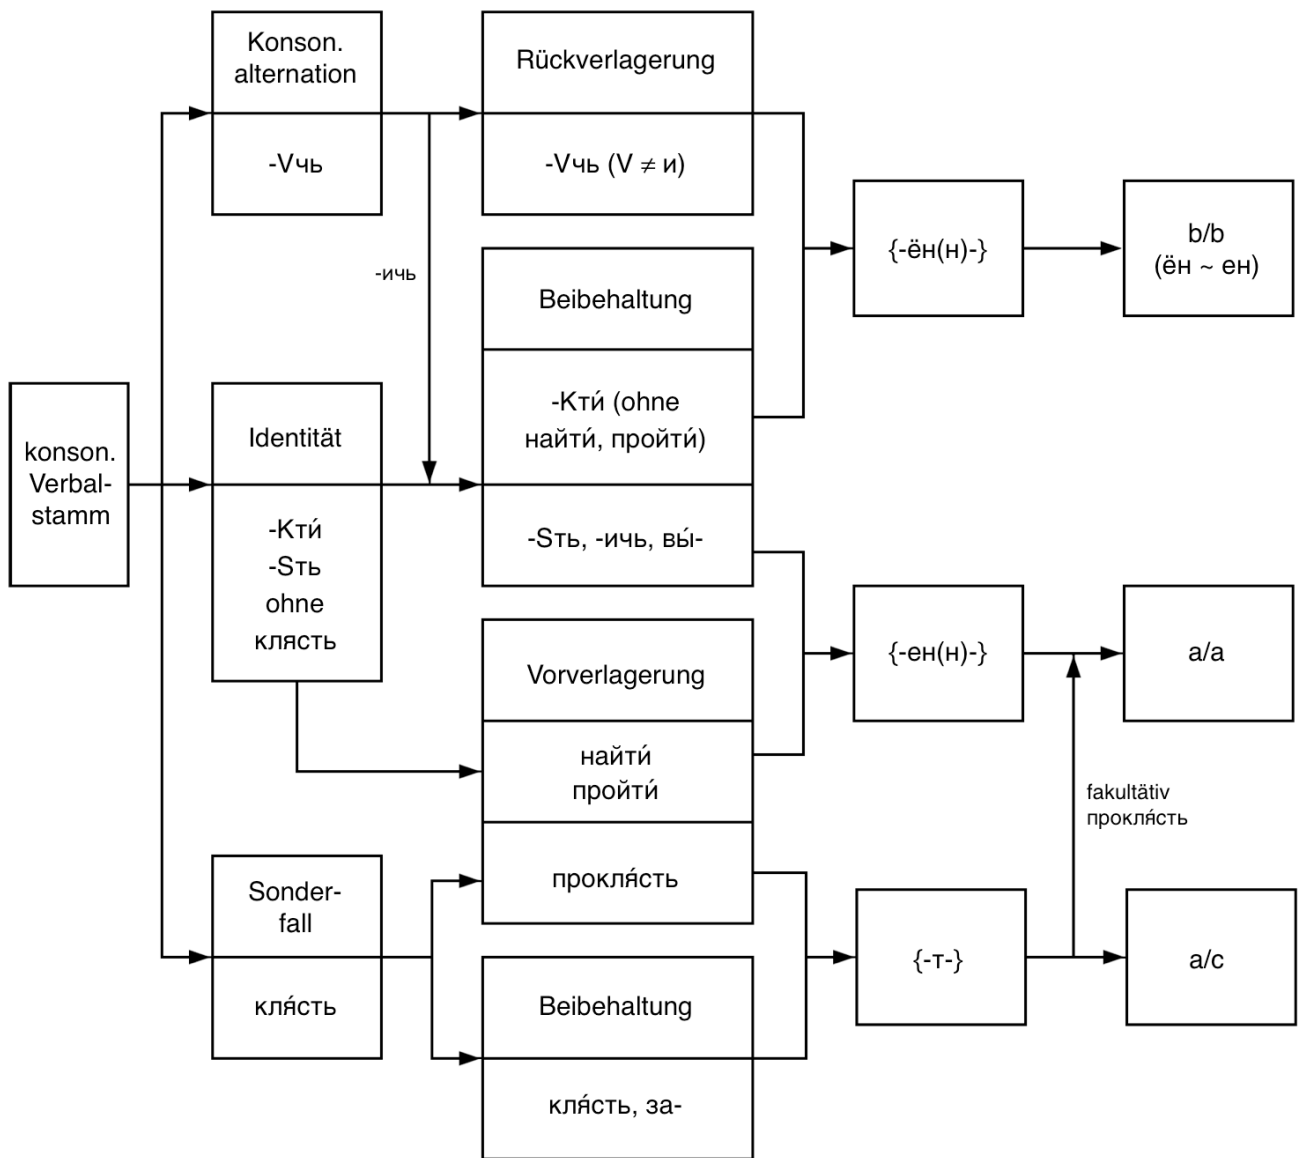 konson.
Verbal-
stamm
Konson.
alternation
-Vчь
Identität
-Kти́
-Sть
ohne
клясть
Sonder-
fall
кля́сть
-ичь
Rückverlagerung
-Vчь (V ≠ и)
Beibehaltung
-Kти́ (ohne
найти́, пройти́)
-Sть, -ичь, вы́-
Vorverlagerung
найти́
пройти́
прокля́сть
Beibehaltung
кля́сть, за-
{-ён(н)-}
{-ен(н)-}
{-т-}
b/b
(ён ~ ен)
a/a
fakultätiv
прокля́сть
a/c